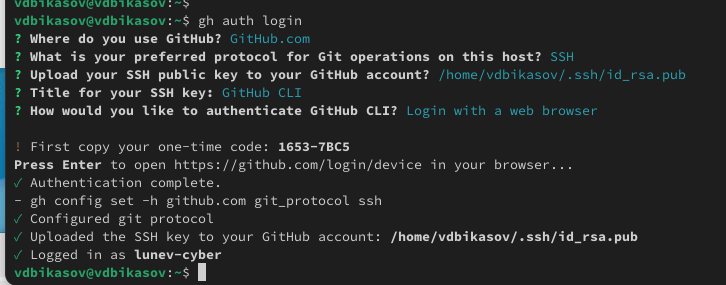 vdbikasov@vdbikasov:~$
vdbikasov@vdbikasov:~$ gh auth login
? Where do you use GitHub? GitHub.com
? What is your preferred protocol for Git operations on this host? SSH
? Upload your SSH public key to your GitHub account? /home/vdbikasov/.ssh/id_rsa.pub
? Title for your SSH key: GitHub CLI
? How would you like to authenticate GitHub CLI? Login with a web browser
! First copy your one-time code: 1653-7BC5
Press Enter to open https://github.com/login/device in your browser...
✓ Authentication complete.
- gh config set -h github.com git_protocol ssh
✓ Configured git protocol
✓ Uploaded the SSH key to your GitHub account: /home/vdbikasov/.ssh/id_rsa.pub
✓ Logged in as lunev-cyber
vdbikasov@vdbikasov:~$